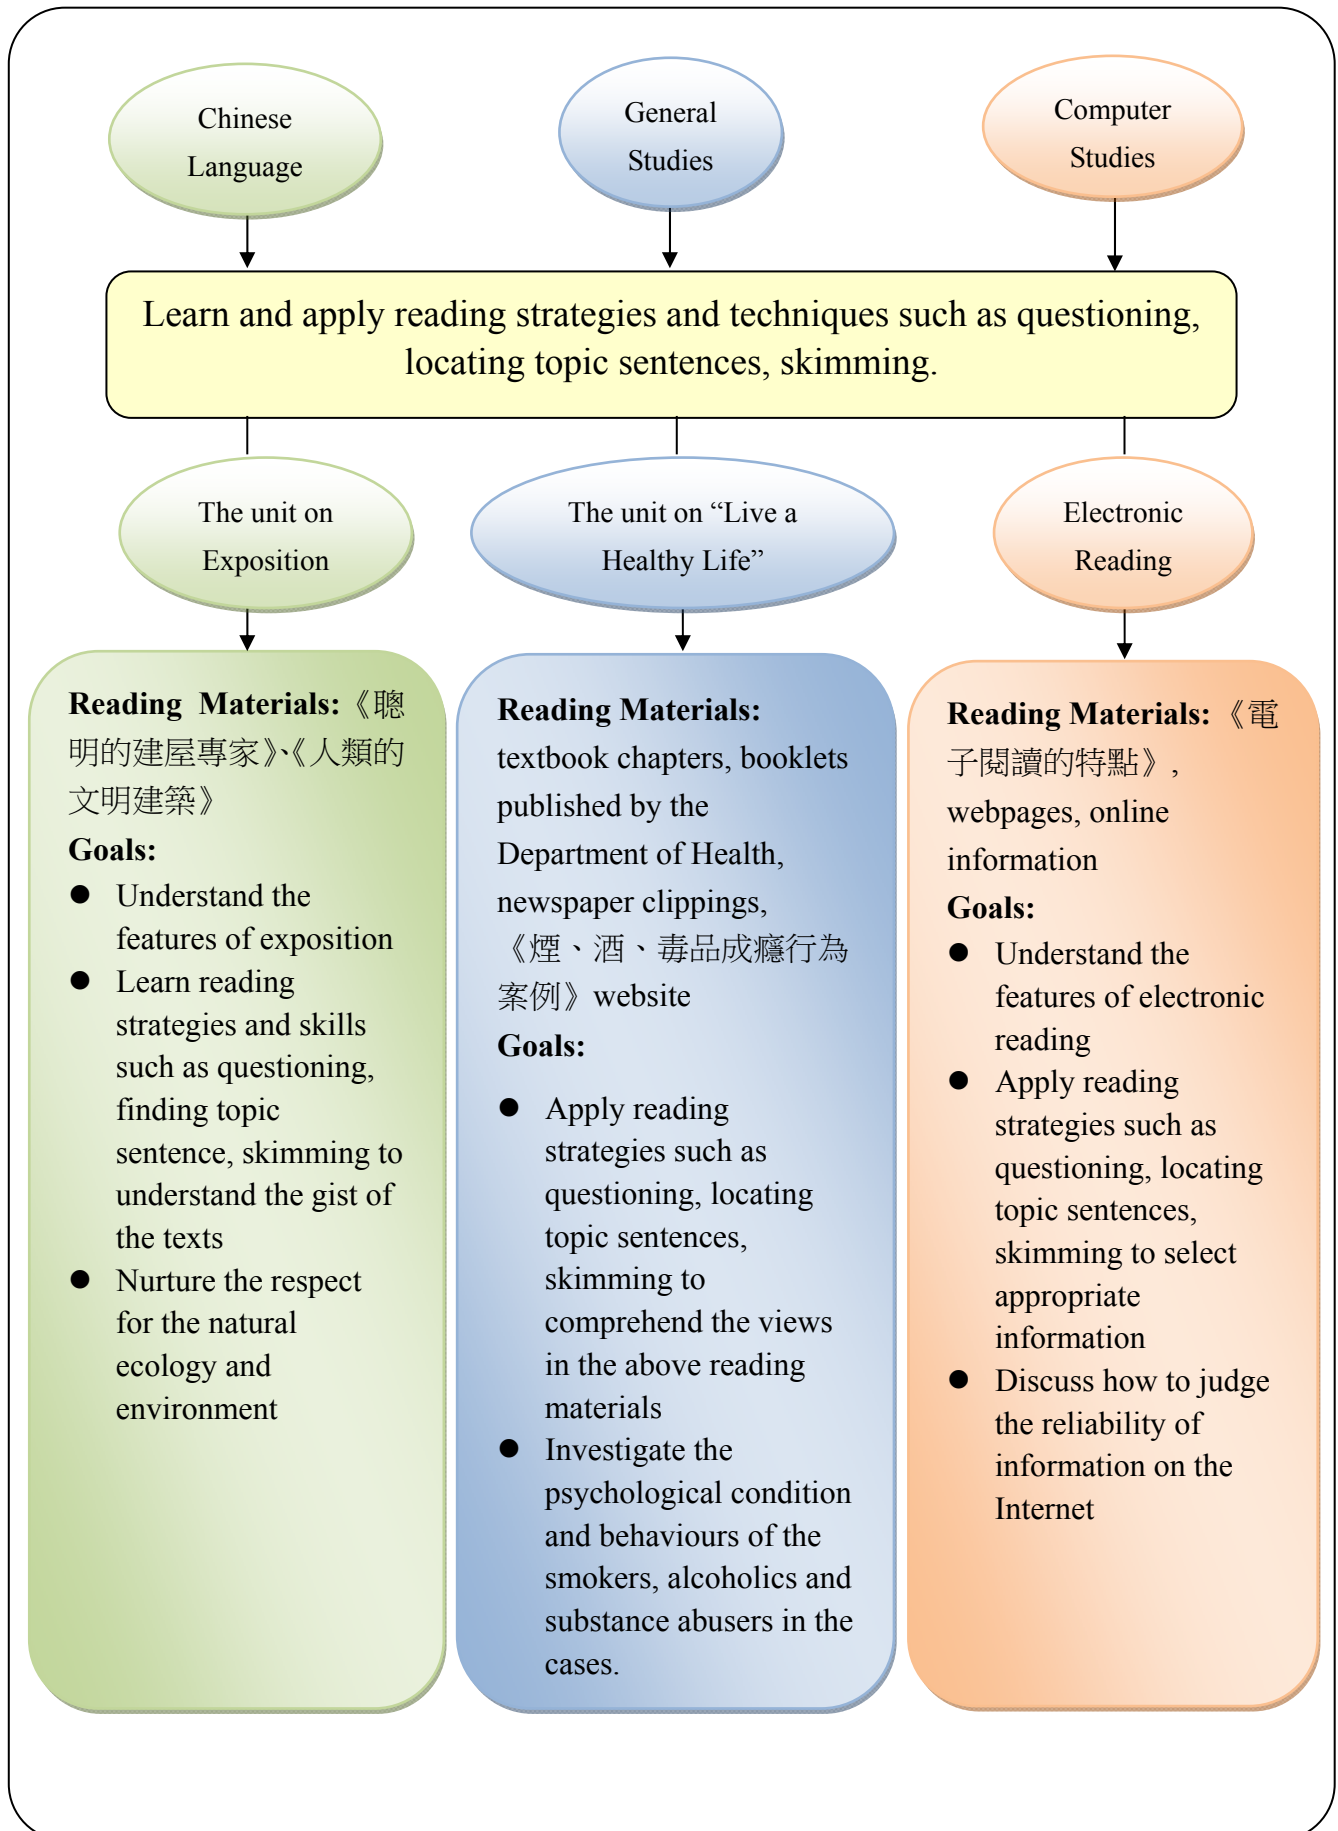 Chinese
Language
General
Studies
Computer
Studies
Learn and apply reading strategies and techniques such as questioning,
locating topic sentences, skimming.
The unit on
Exposition
The unit on “Live a
Healthy Life”
Electronic
Reading
Reading Materials:《聰
明的建屋專家》、《人類的
文明建築》
Goals:
● Understand the
features of exposition
● Learn reading
strategies and skills
such as questioning,
finding topic
sentence, skimming to
understand the gist of
the texts
● Nurture the respect
for the natural
ecology and
environment
Reading Materials:
textbook chapters, booklets
published by the
Department of Health,
newspaper clippings,
《煙、酒、毒品成癮行為
案例》website
Goals:
● Apply reading
strategies such as
questioning, locating
topic sentences,
skimming to
comprehend the views
in the above reading
materials
● Investigate the
psychological condition
and behaviours of the
smokers, alcoholics and
substance abusers in the
cases.
Reading Materials: 《電
子閱讀的特點》,
webpages, online
information
Goals:
● Understand the
features of electronic
reading
● Apply reading
strategies such as
questioning, locating
topic sentences,
skimming to select
appropriate
information
● Discuss how to judge
the reliability of
information on the
Internet